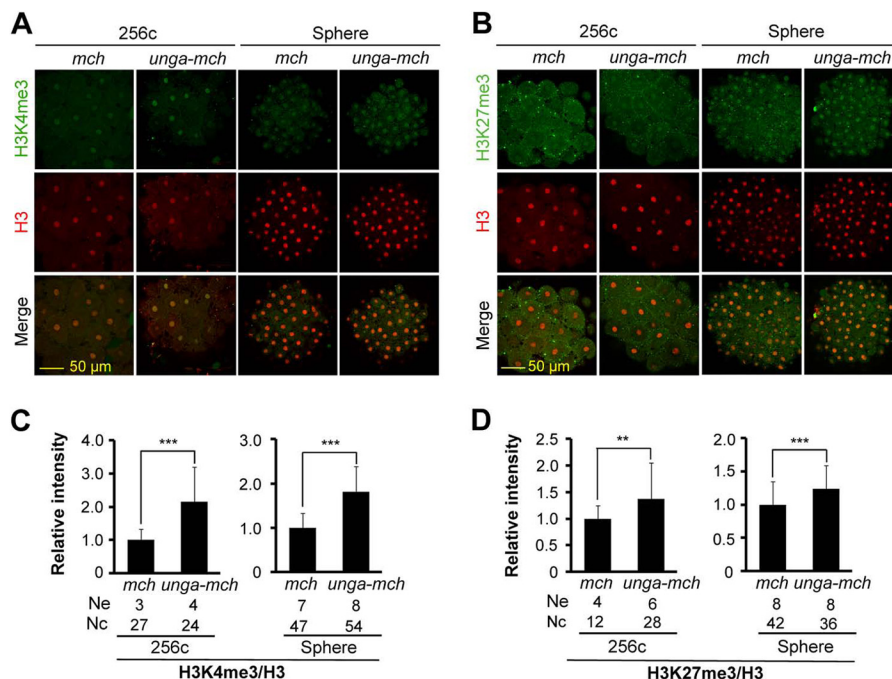 A
256c Sphere
mch unga-mch mch unga-mch
H3K4me3
H3
Merge
50 μm
B
256c Sphere
mch unga-mch mch unga-mch
H3K27me3
H3
Merge
50 μm
C
Relative intensity
4.0
3.0
2.0
1.0
0
***
mch unga-mch
3.0
2.0
1.0
0
***
mch unga-mch
Ne 3 4 7 8
Nc 27 24 47 54
256c Sphere
H3K4me3/H3
D
Relative intensity
2.5
2.0
1.5
1.0
0.5
0
**
mch unga-mch
2.0
1.5
1.0
0.5
0
***
mch unga-mch
Ne 4 6 8 8
Nc 12 28 42 36
256c Sphere
H3K27me3/H3